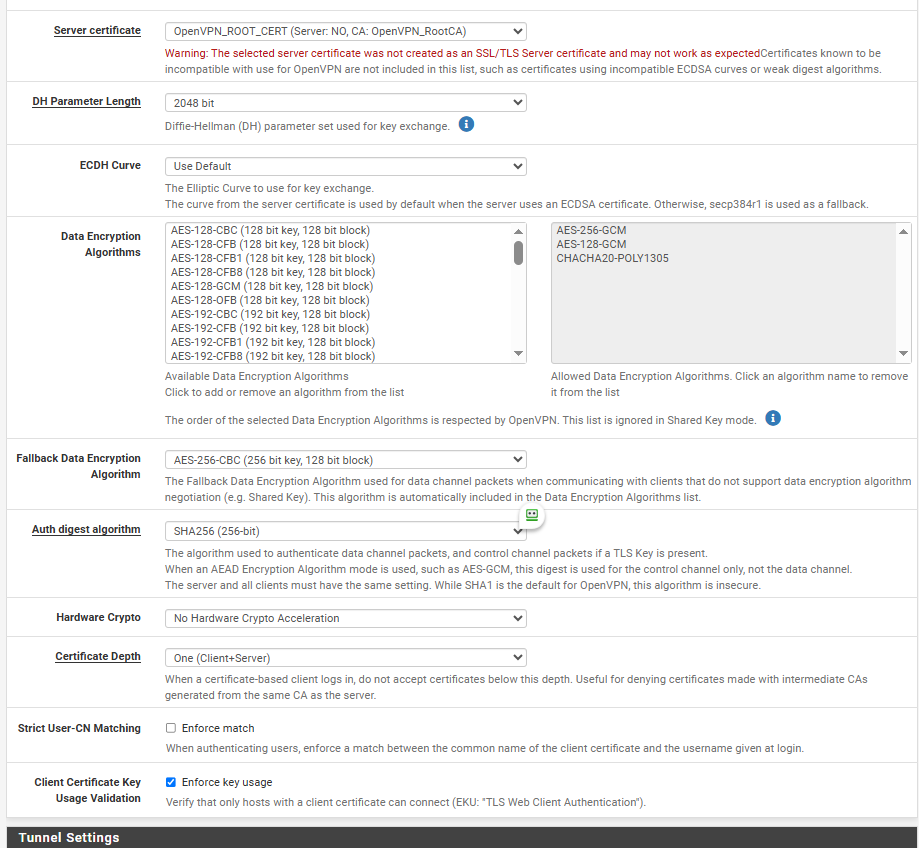 Server certificate
OpenVPN_ROOT_CERT (Server: NO, CA: OpenVPN_RootCA)
Warning: The selected server certificate was not created as an SSL/TLS Server certificate and may not work as expectedCertificates known to be
incompatible with use for OpenVPN are not included in this list, such as certificates using incompatible ECDSA curves or weak digest algorithms.
DH Parameter Length
2048 bit
Diffie-Hellman (DH) parameter set used for key exchange.
ECDH Curve
Use Default
The Elliptic Curve to use for key exchange.
The curve from the server certificate is used by default when the server uses an ECDSA certificate. Otherwise, secp384r1 is used as a fallback.
Data Encryption
Algorithms
AES-128-CBC (128 bit key, 128 bit block)
AES-128-CFB (128 bit key, 128 bit block)
AES-128-CFB1 (128 bit key, 128 bit block)
AES-128-CFB8 (128 bit key, 128 bit block)
AES-128-GCM (128 bit key, 128 bit block)
AES-128-OFB (128 bit key, 128 bit block)
AES-192-CBC (192 bit key, 128 bit block)
AES-192-CFB (192 bit key, 128 bit block)
AES-192-CFB1 (192 bit key, 128 bit block)
AES-192-CFB8 (192 bit key, 128 bit block)
Available Data Encryption Algorithms
Click to add or remove an algorithm from the list
AES-256-GCM
AES-128-GCM
CHACHA20-POLY1305
Allowed Data Encryption Algorithms. Click an algorithm name to remove
it from the list
The order of the selected Data Encryption Algorithms is respected by OpenVPN. This list is ignored in Shared Key mode.
Fallback Data Encryption
Algorithm
AES-256-CBC (256 bit key, 128 bit block)
The Fallback Data Encryption Algorithm used for data channel packets when communicating with clients that do not support data encryption algorithm
negotiation (e.g. Shared Key). This algorithm is automatically included in the Data Encryption Algorithms list.
Auth digest algorithm
SHA256 (256-bit)
The algorithm used to authenticate data channel packets, and control channel packets if a TLS Key is present.
When an AEAD Encryption Algorithm mode is used, such as AES-GCM, this digest is used for the control channel only, not the data channel.
The server and all clients must have the same setting. While SHA1 is the default for OpenVPN, this algorithm is insecure.
Hardware Crypto
No Hardware Crypto Acceleration
Certificate Depth
One (Client+Server)
When a certificate-based client logs in, do not accept certificates below this depth. Useful for denying certificates made with intermediate CAs
generated from the same CA as the server.
Strict User-CN Matching
Enforce match
When authenticating users, enforce a match between the common name of the client certificate and the username given at login.
Client Certificate Key
Usage Validation
Enforce key usage
Verify that only hosts with a client certificate can connect (EKU: "TLS Web Client Authentication").
Tunnel Settings